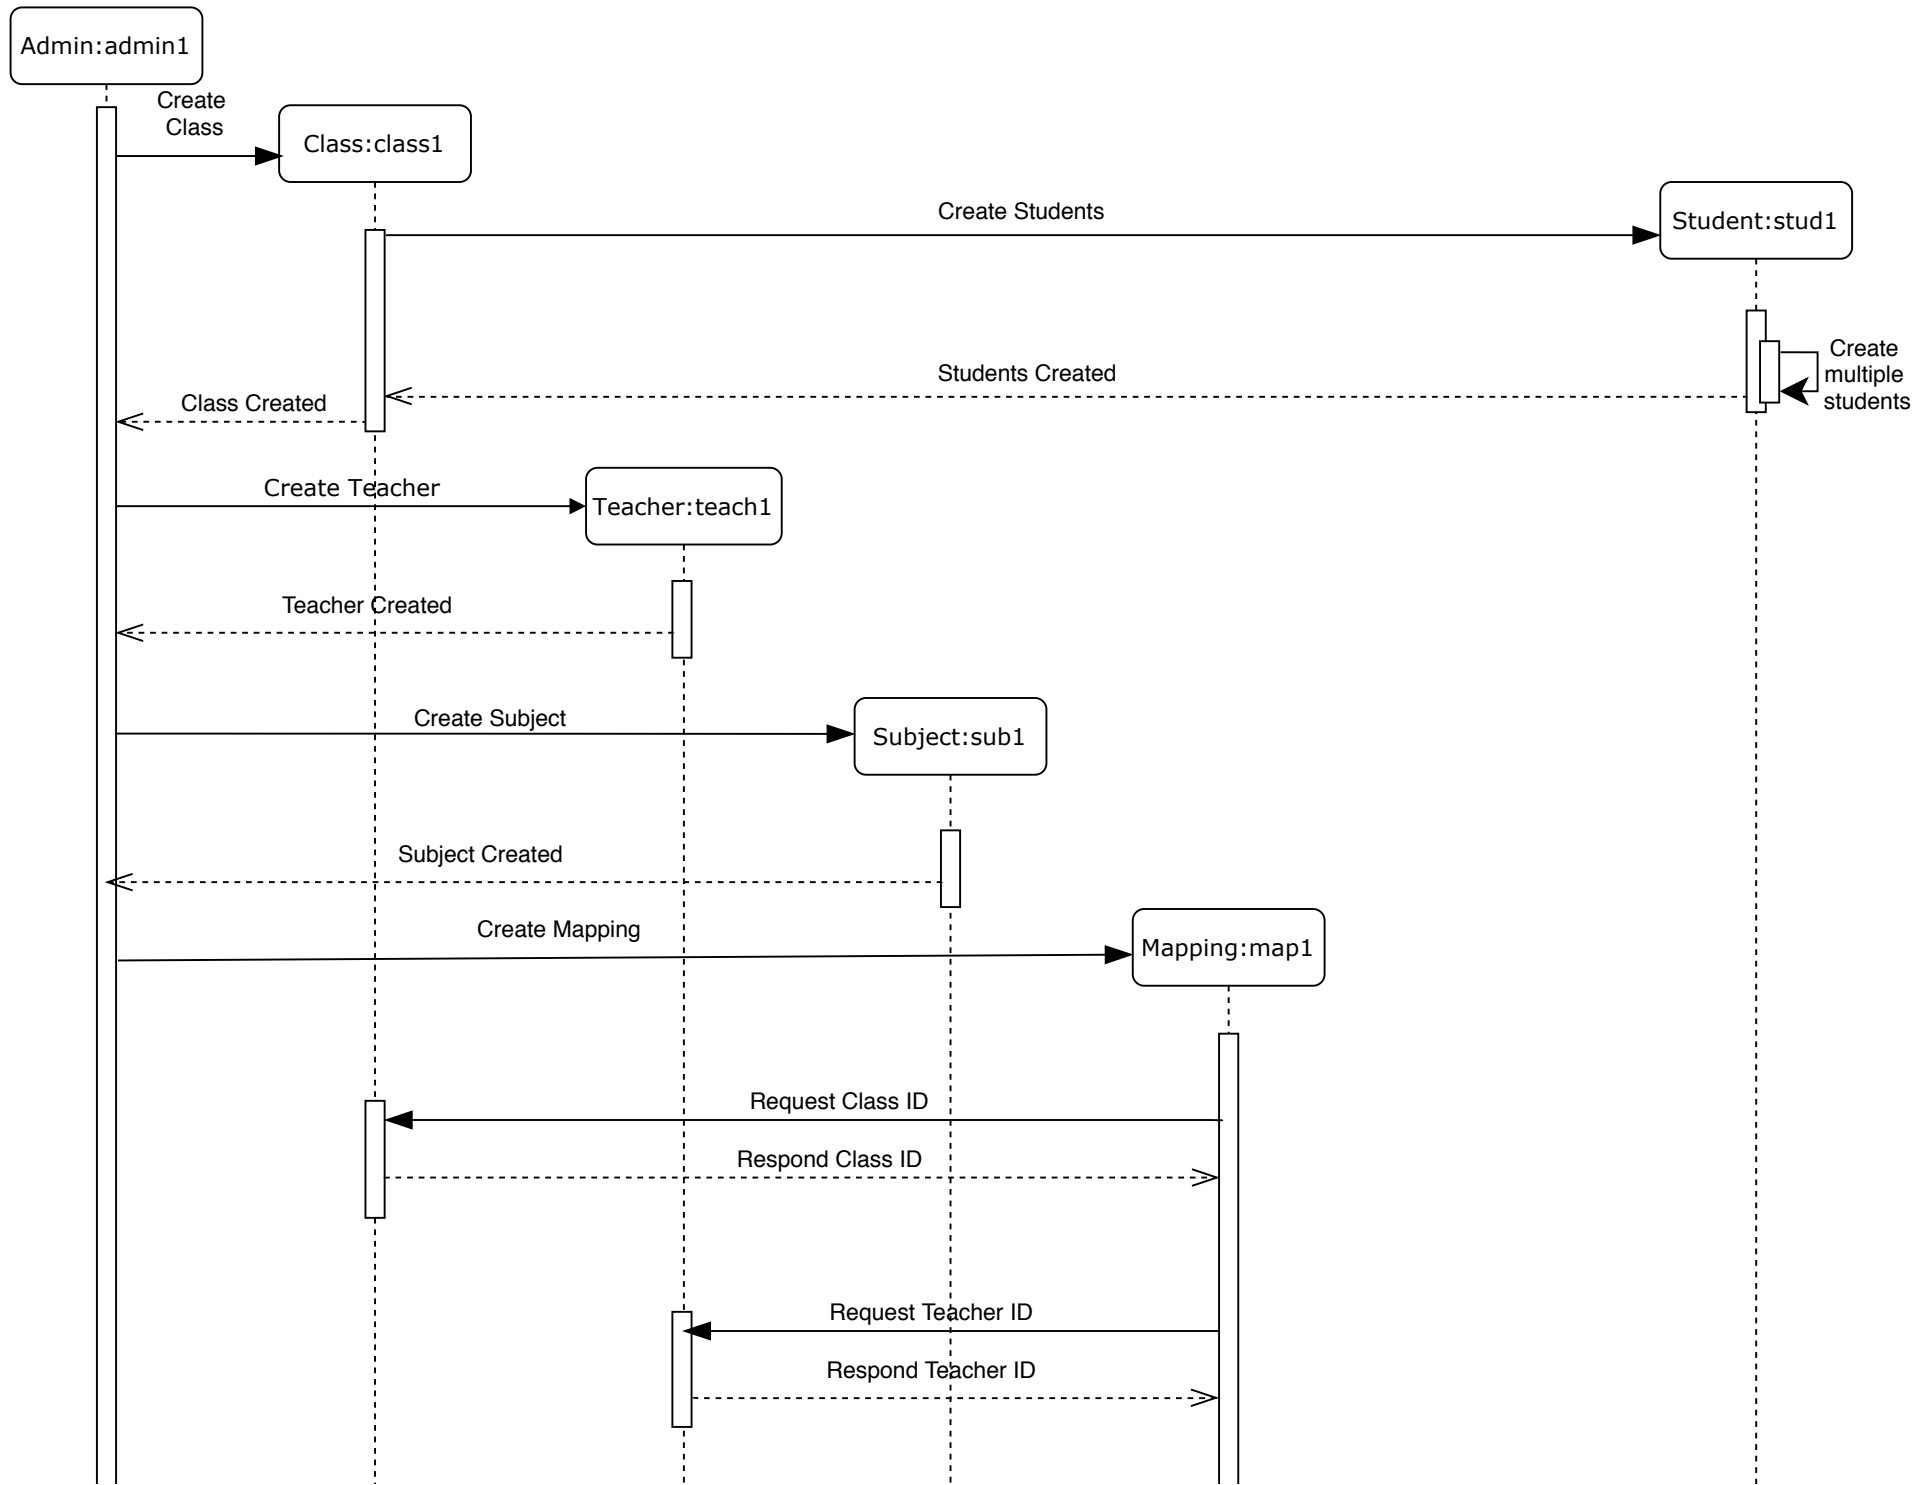 Admin:admin1
Create
Class
Class:class1
Create Students
Student:stud1
Create
multiple
students
Students Created
Class Created
Create Teacher
Teacher:teach1
Teacher Created
Create Subject
Subject:sub1
Subject Created
Create Mapping
Mapping:map1
Request Class ID
Respond Class ID
Request Teacher ID
Respond Teacher ID